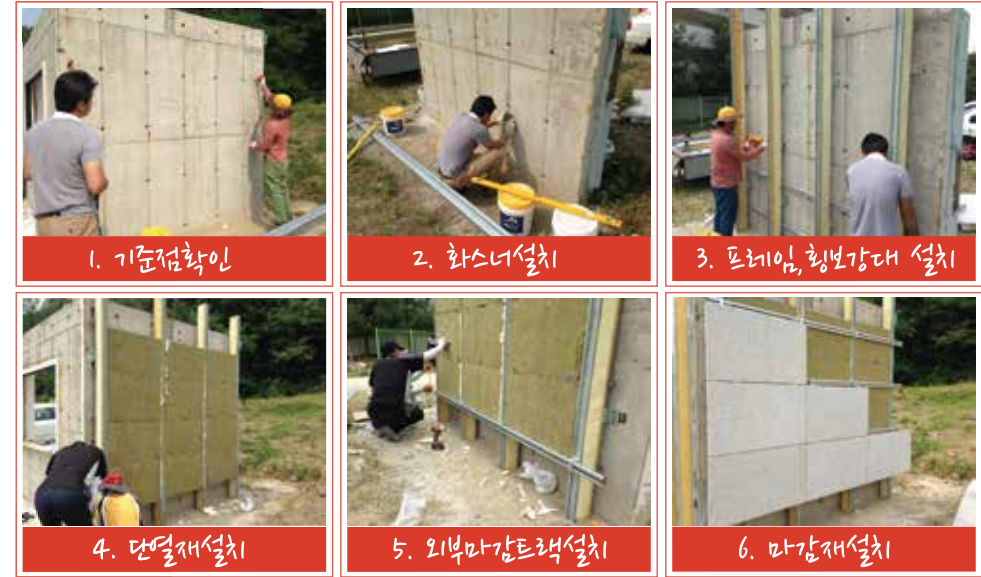 1. 기준점확인
2. 화스너설치
3. 프레임,횡보강대 설치
4. 단열재설치
5. 외부마감트랙설치
6. 마감재설치